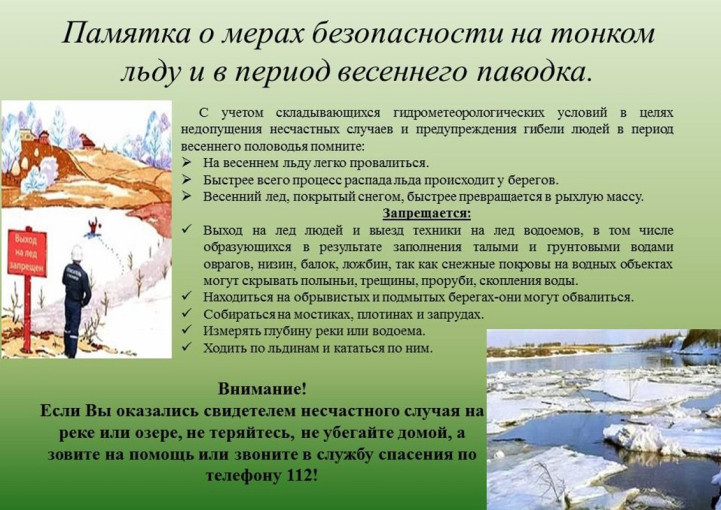 Памятка о мерах безопасности на тонком
льду и в период весеннего паводка.
С учетом складывающихся гидрометеорологических условий в целях
недопущения несчастных случаев и предупреждения гибели людей в период
весеннего половодья помните:
➢ На весеннем льду легко провалиться.
➢ Быстрее всего процесс распада льда происходит у берегов.
➢ Весенний лед, покрытый снегом, быстрее превращается в рыхлую массу.
Запрещается:
✓ Выход на лед людей и выезд техники на лед водоемов, в том числе
образующихся в результате заполнения талыми и грунтовыми водами
оврагов, низин, балок, ложбин, так как снежные покровы на водных объектах
могут скрывать полыньи, трещины, проруби, скопления воды.
✓ Находиться на обрывистых и подмытых берегах-они могут обвалиться.
✓ Собираться на мостиках, плотинах и запрудах.
✓ Измерять глубину реки или водоема.
✓ Ходить по льдинам и кататься по ним.
Выход
на лед
запрещен
Внимание!
Если Вы оказались свидетелем несчастного случая на
реке или озере, не теряйтесь, не убегайте домой, а
зовите на помощь или звоните в службу спасения по
телефону 112!